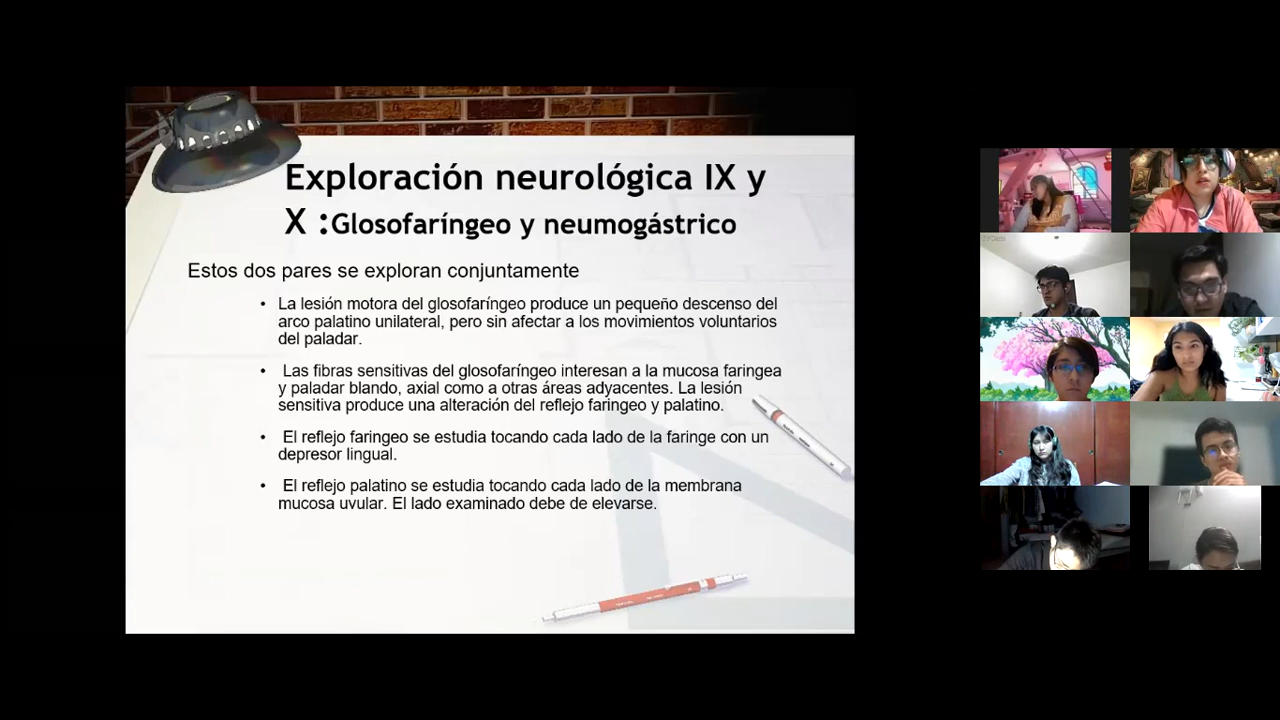 Exploración neurológica IX y
X :Glosofaríngeo y neumogástrico
Estos dos pares se exploran conjuntamente
• La lesión motora del glosofaríngeo produce un pequeño descenso del
arco palatino unilateral, pero sin afectar a los movimientos voluntarios
del paladar.
• Las fibras sensitivas del glosofaríngeo interesan a la mucosa faringea
y paladar blando, axial como a otras áreas adyacentes. La lesión
sensitiva produce una alteración del reflejo faringeo y palatino.
• El reflejo faringeo se estudia tocando cada lado de la faringe con un
depresor lingual.
• El reflejo palatino se estudia tocando cada lado de la membrana
mucosa uvular. El lado examinado debe de elevarse.